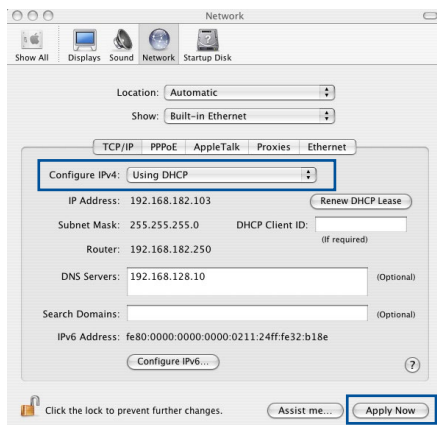 Network
Show All Displays Sound Network Startup Disk
Location: Automatic
Show: Built-in Ethernet
TCP/IP PPPoE AppleTalk Proxies Ethernet
Configure IPv4: Using DHCP
IP Address: 192.168.182.103 Renew DHCP Lease
Subnet Mask: 255.255.255.0 DHCP Client ID:
(If required)
Router: 192.168.182.250
DNS Servers: 192.168.128.10 (Optional)
Search Domains: (Optional)
IPv6 Address: fe80:0000:0000:0000:0211:24ff:fe32:b18e
Configure IPv6... ?
Click the lock to prevent further changes. Assist me... Apply Now